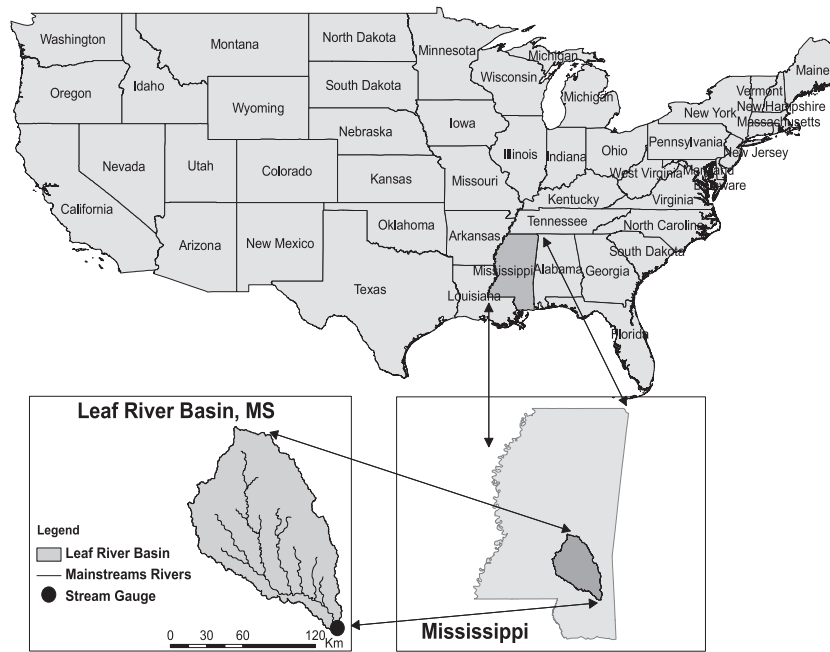 Washington
Montana
North Dakota
Minnesota
Michigan
Maine
Oregon
Idaho
South Dakota
Wisconsin
Michigan
Vermont
New Hampshire
Wyoming
New York
Massachusetts
Iowa
Nebraska
Pennsylvania
New Jersey
Nevada
Utah
Colorado
Illinois
Indiana
Ohio
West Virginia
Maryland
Delaware
Kansas
Missouri
Kentucky
Virginia
California
Oklahoma
Tennessee
North Caroline
Arizona
New Mexico
Arkansas
South Dakota
Mississippi
Alabama
Georgia
Texas
Louisiana
Florida
Leaf River Basin, MS
Legend
Leaf River Basin
Mainstreams Rivers
Stream Gauge
0 30 60 120
Km
Mississippi